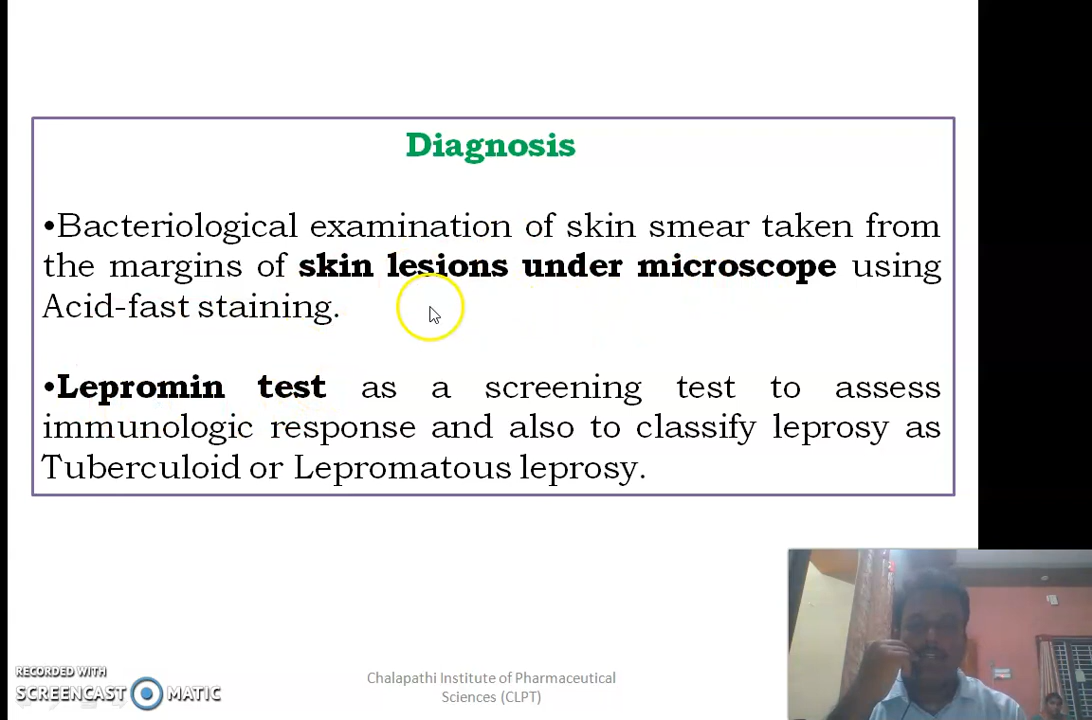 Diagnosis
•Bacteriological examination of skin smear taken from
the margins of skin lesions under microscope using
Acid-fast staining.
•Lepromin test as a screening test to assess
immunologic response and also to classify leprosy as
Tuberculoid or Lepromatous leprosy.
RECORDED WITH
SCREENCAST MATIC
Chalapathi Institute of Pharmaceutical
Sciences (CLPT)